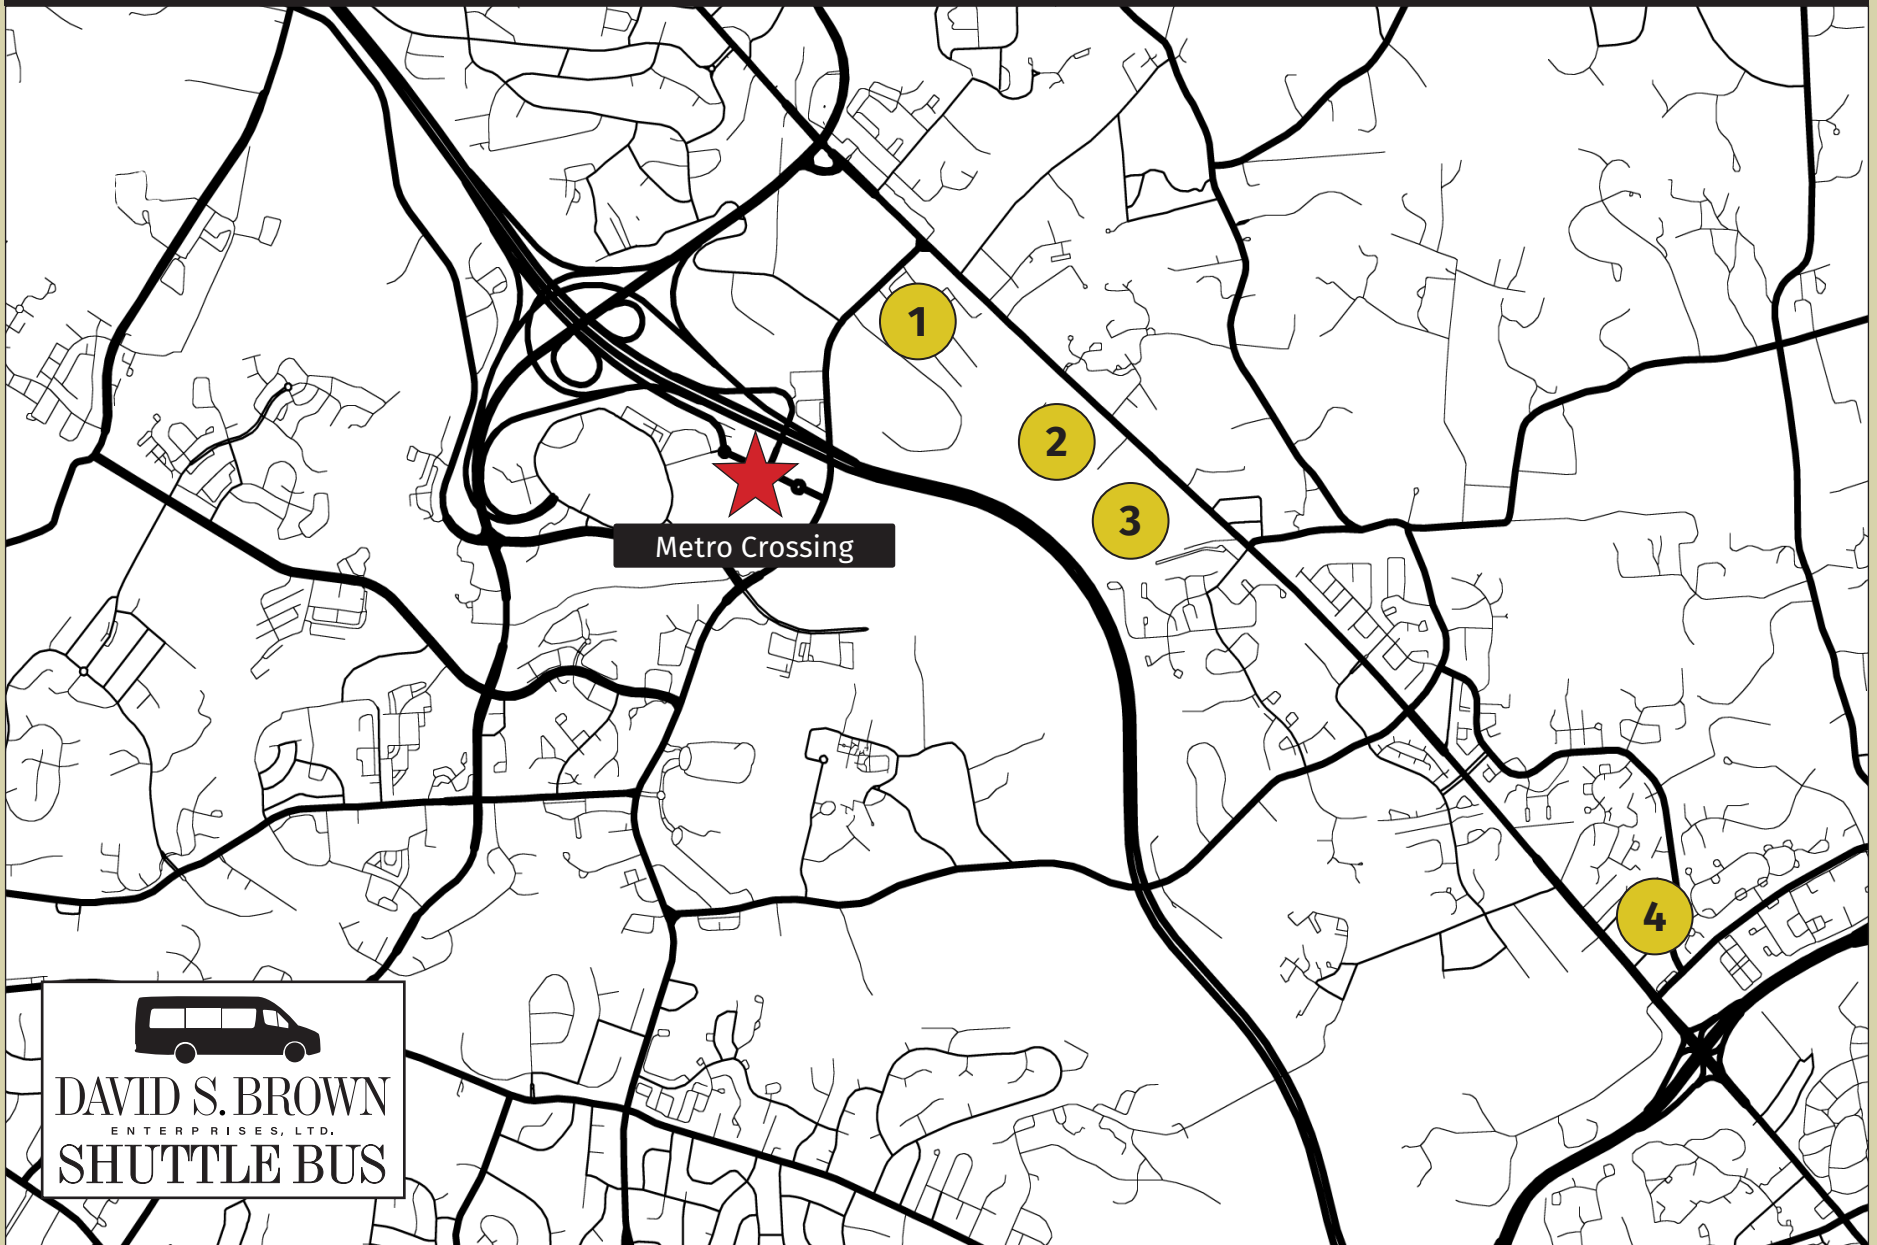 1
2
3
Metro Crossing
4
DAVID S. BROWN
ENTERPRISES, LTD.
SHUTTLE BUS